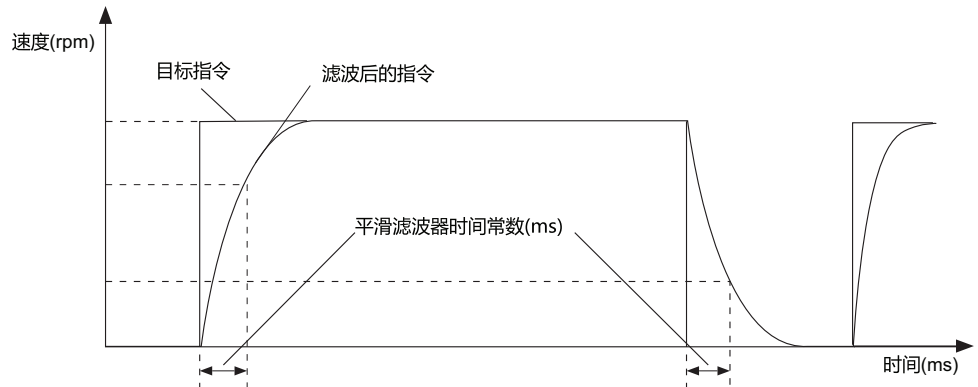 速度(rpm)
目标指令
滤波后的指令
平滑滤波器时间常数(ms)
时间(ms)